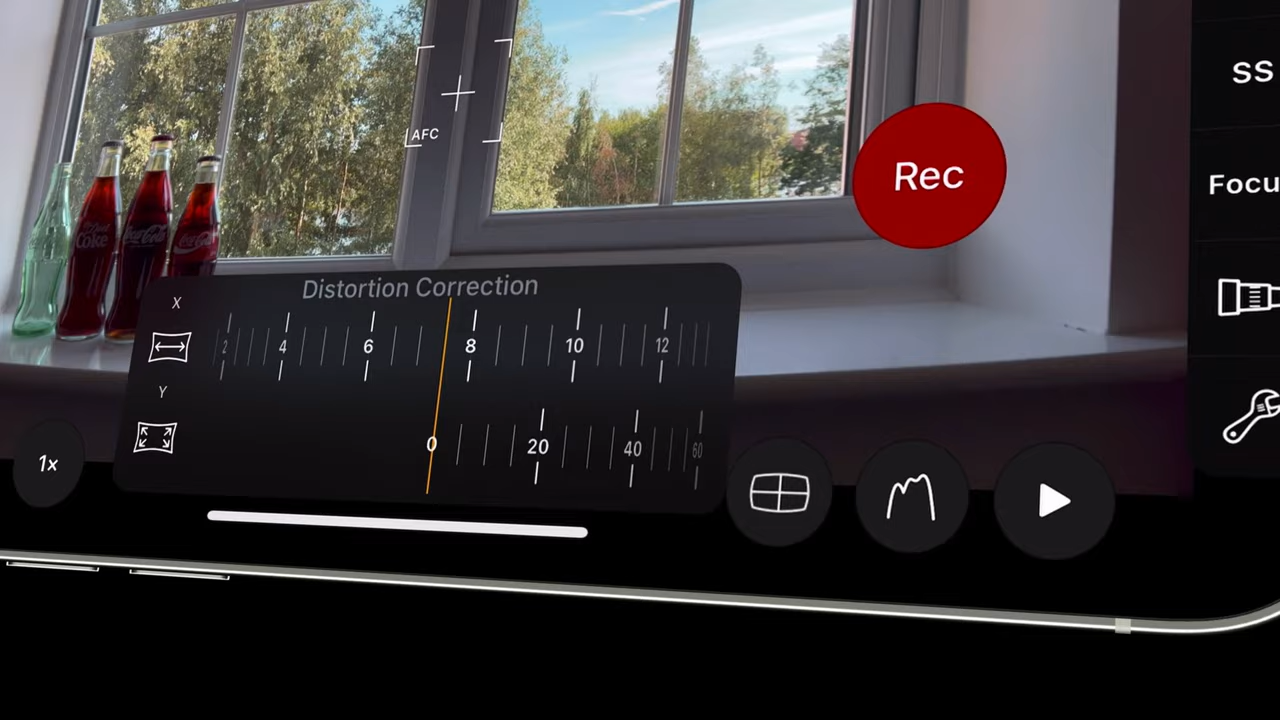 SS
AFC
Rec
Focu
Coke
Coca-Cola
Coca-Cola
Distortion Correction
X
2 4 6 8 10 12
Y
0 20 40 60
1x